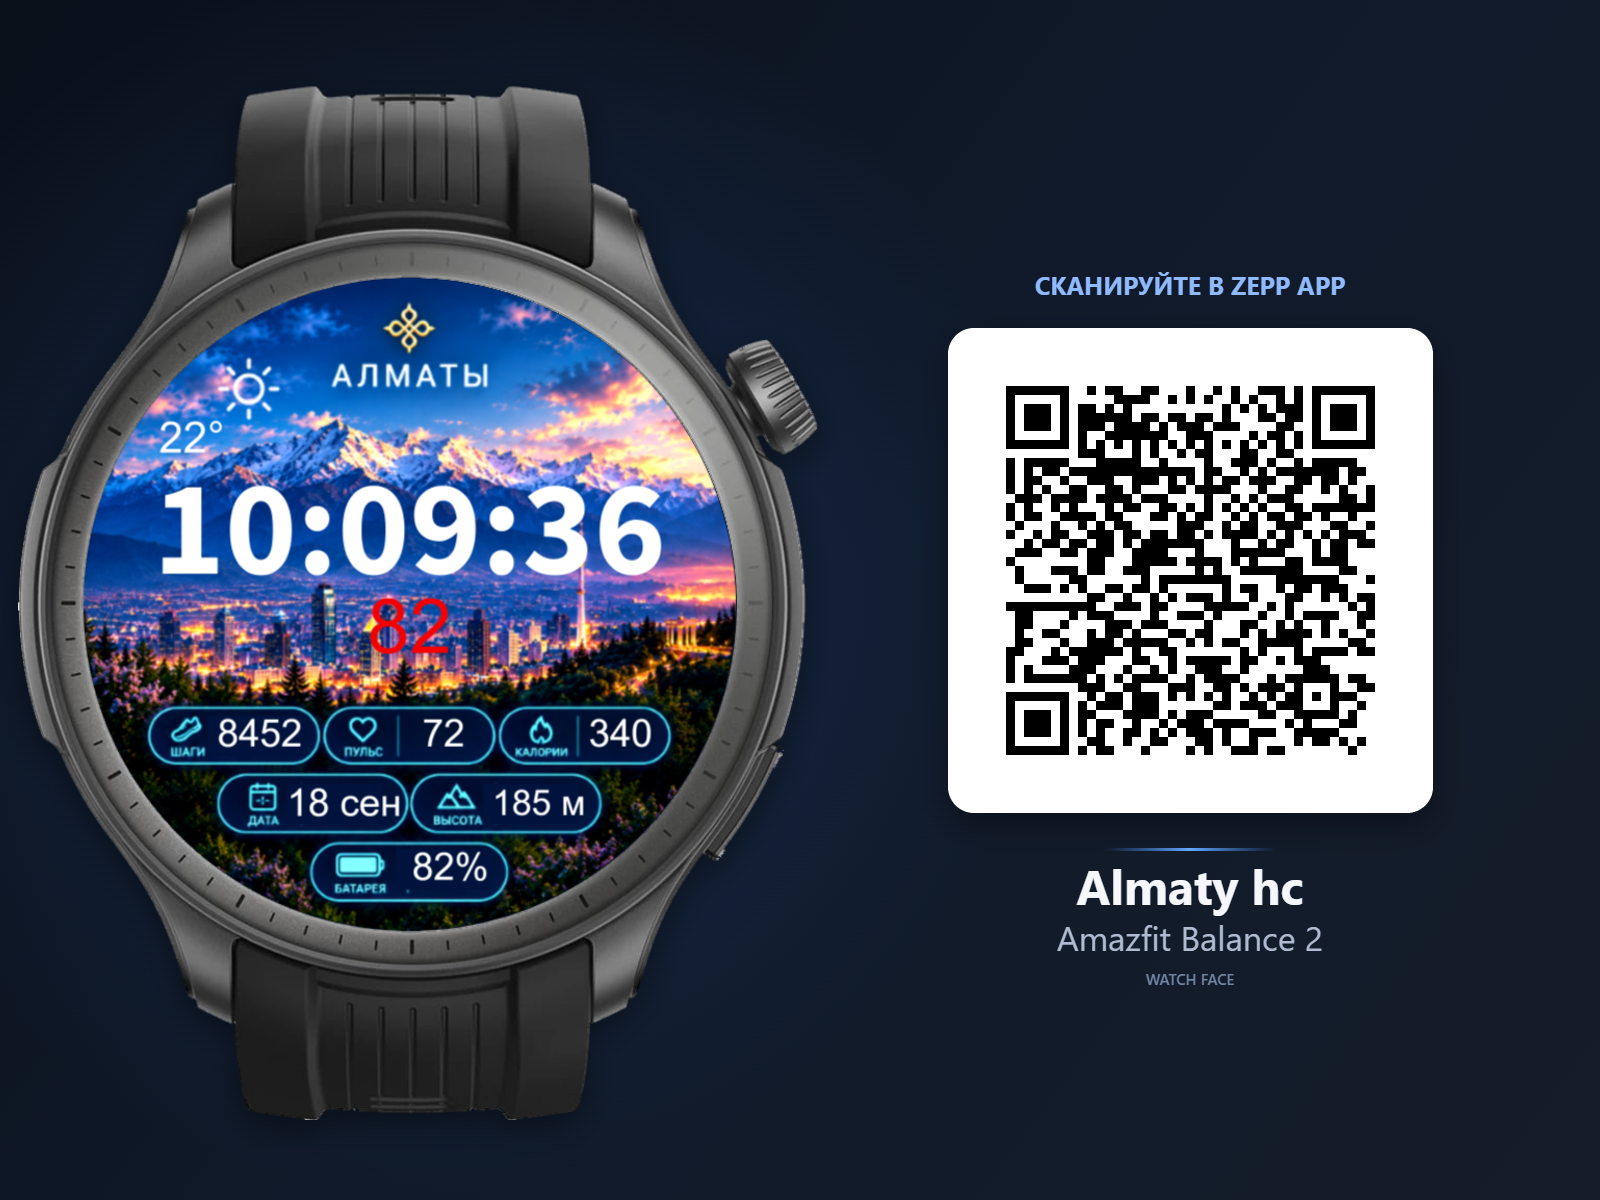 АЛМАТЫ
22°
10:09:36
82
ШАГИ 8452
ПУЛЬС 72
КАЛОРИИ 340
ДАТА 18 сен
ВЫСОТА 185 м
БАТАРЕЯ 82%
СКАНИРУЙТЕ В ZEPP APP
Almaty hc
Amazfit Balance 2
WATCH FACE